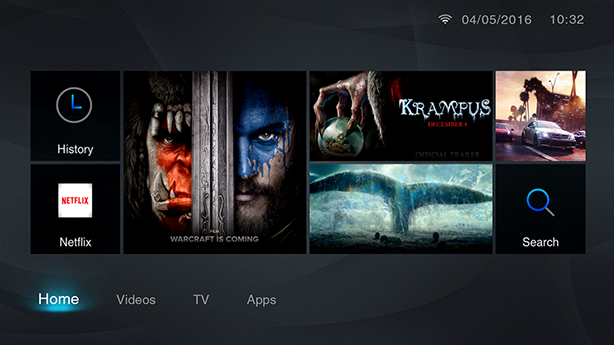 04/05/2016 10:32
History
NETFLIX
Netflix
FILM
WARCRAFT IS COMING
KRAMPUS
DECEMBER 4
OFFICIAL TRAILER
Search
Home Videos TV Apps